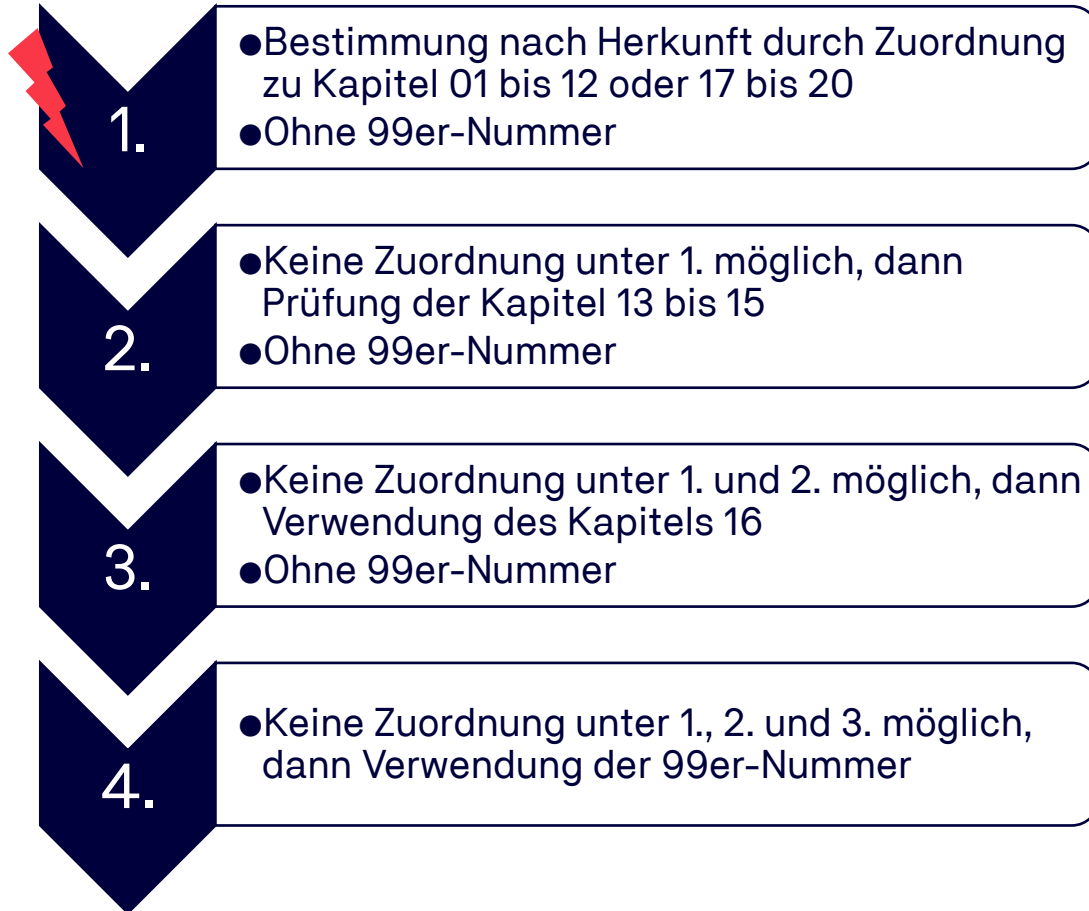 1.
●Bestimmung nach Herkunft durch Zuordnung
zu Kapitel 01 bis 12 oder 17 bis 20
●Ohne 99er-Nummer
2.
●Keine Zuordnung unter 1. möglich, dann
Prüfung der Kapitel 13 bis 15
●Ohne 99er-Nummer
3.
●Keine Zuordnung unter 1. und 2. möglich, dann
Verwendung des Kapitels 16
●Ohne 99er-Nummer
4.
●Keine Zuordnung unter 1., 2. und 3. möglich,
dann Verwendung der 99er-Nummer